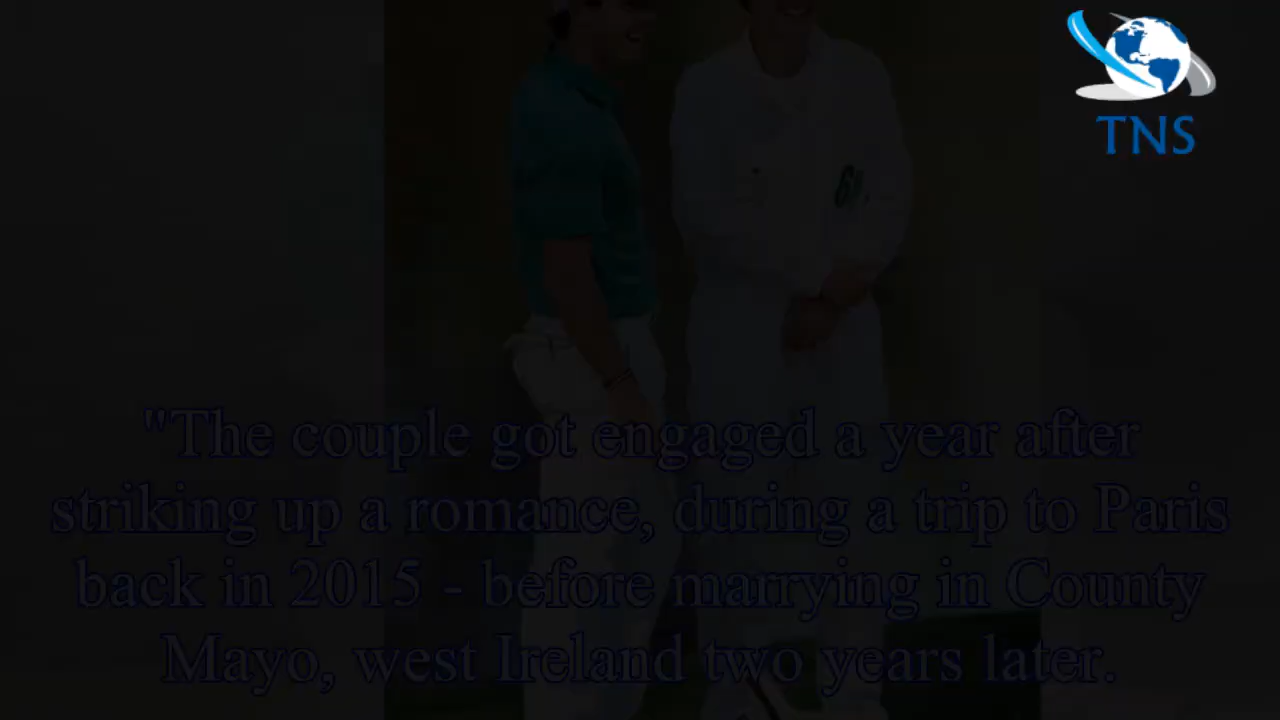 TNS
"The couple got engaged a year after
striking up a romance, during a trip to Paris
back in 2015 - before marrying in County
Mayo, west Ireland two years later.